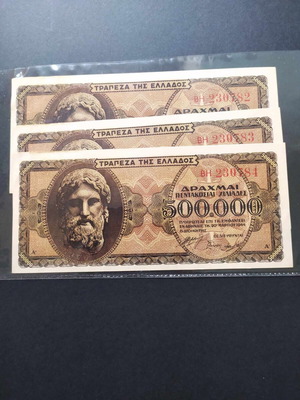 ΤΡΑΠΕΖΑ ΤΗΣ ΕΛΛΑΔΟΣ
ΒΗ 230782
ΤΡΑΠΕΖΑ ΤΗΣ ΕΛΛΑΔΟΣ
ΒΗ 230783
ΤΡΑΠΕΖΑ ΤΗΣ ΕΛΛΑΔΟΣ
ΒΗ 230784
ΔΡΑΧΜΑΙ
ΠΕΝΤΑΚΟΣΙΑΙ ΧΙΛΙΑΔΕΣ
500,000